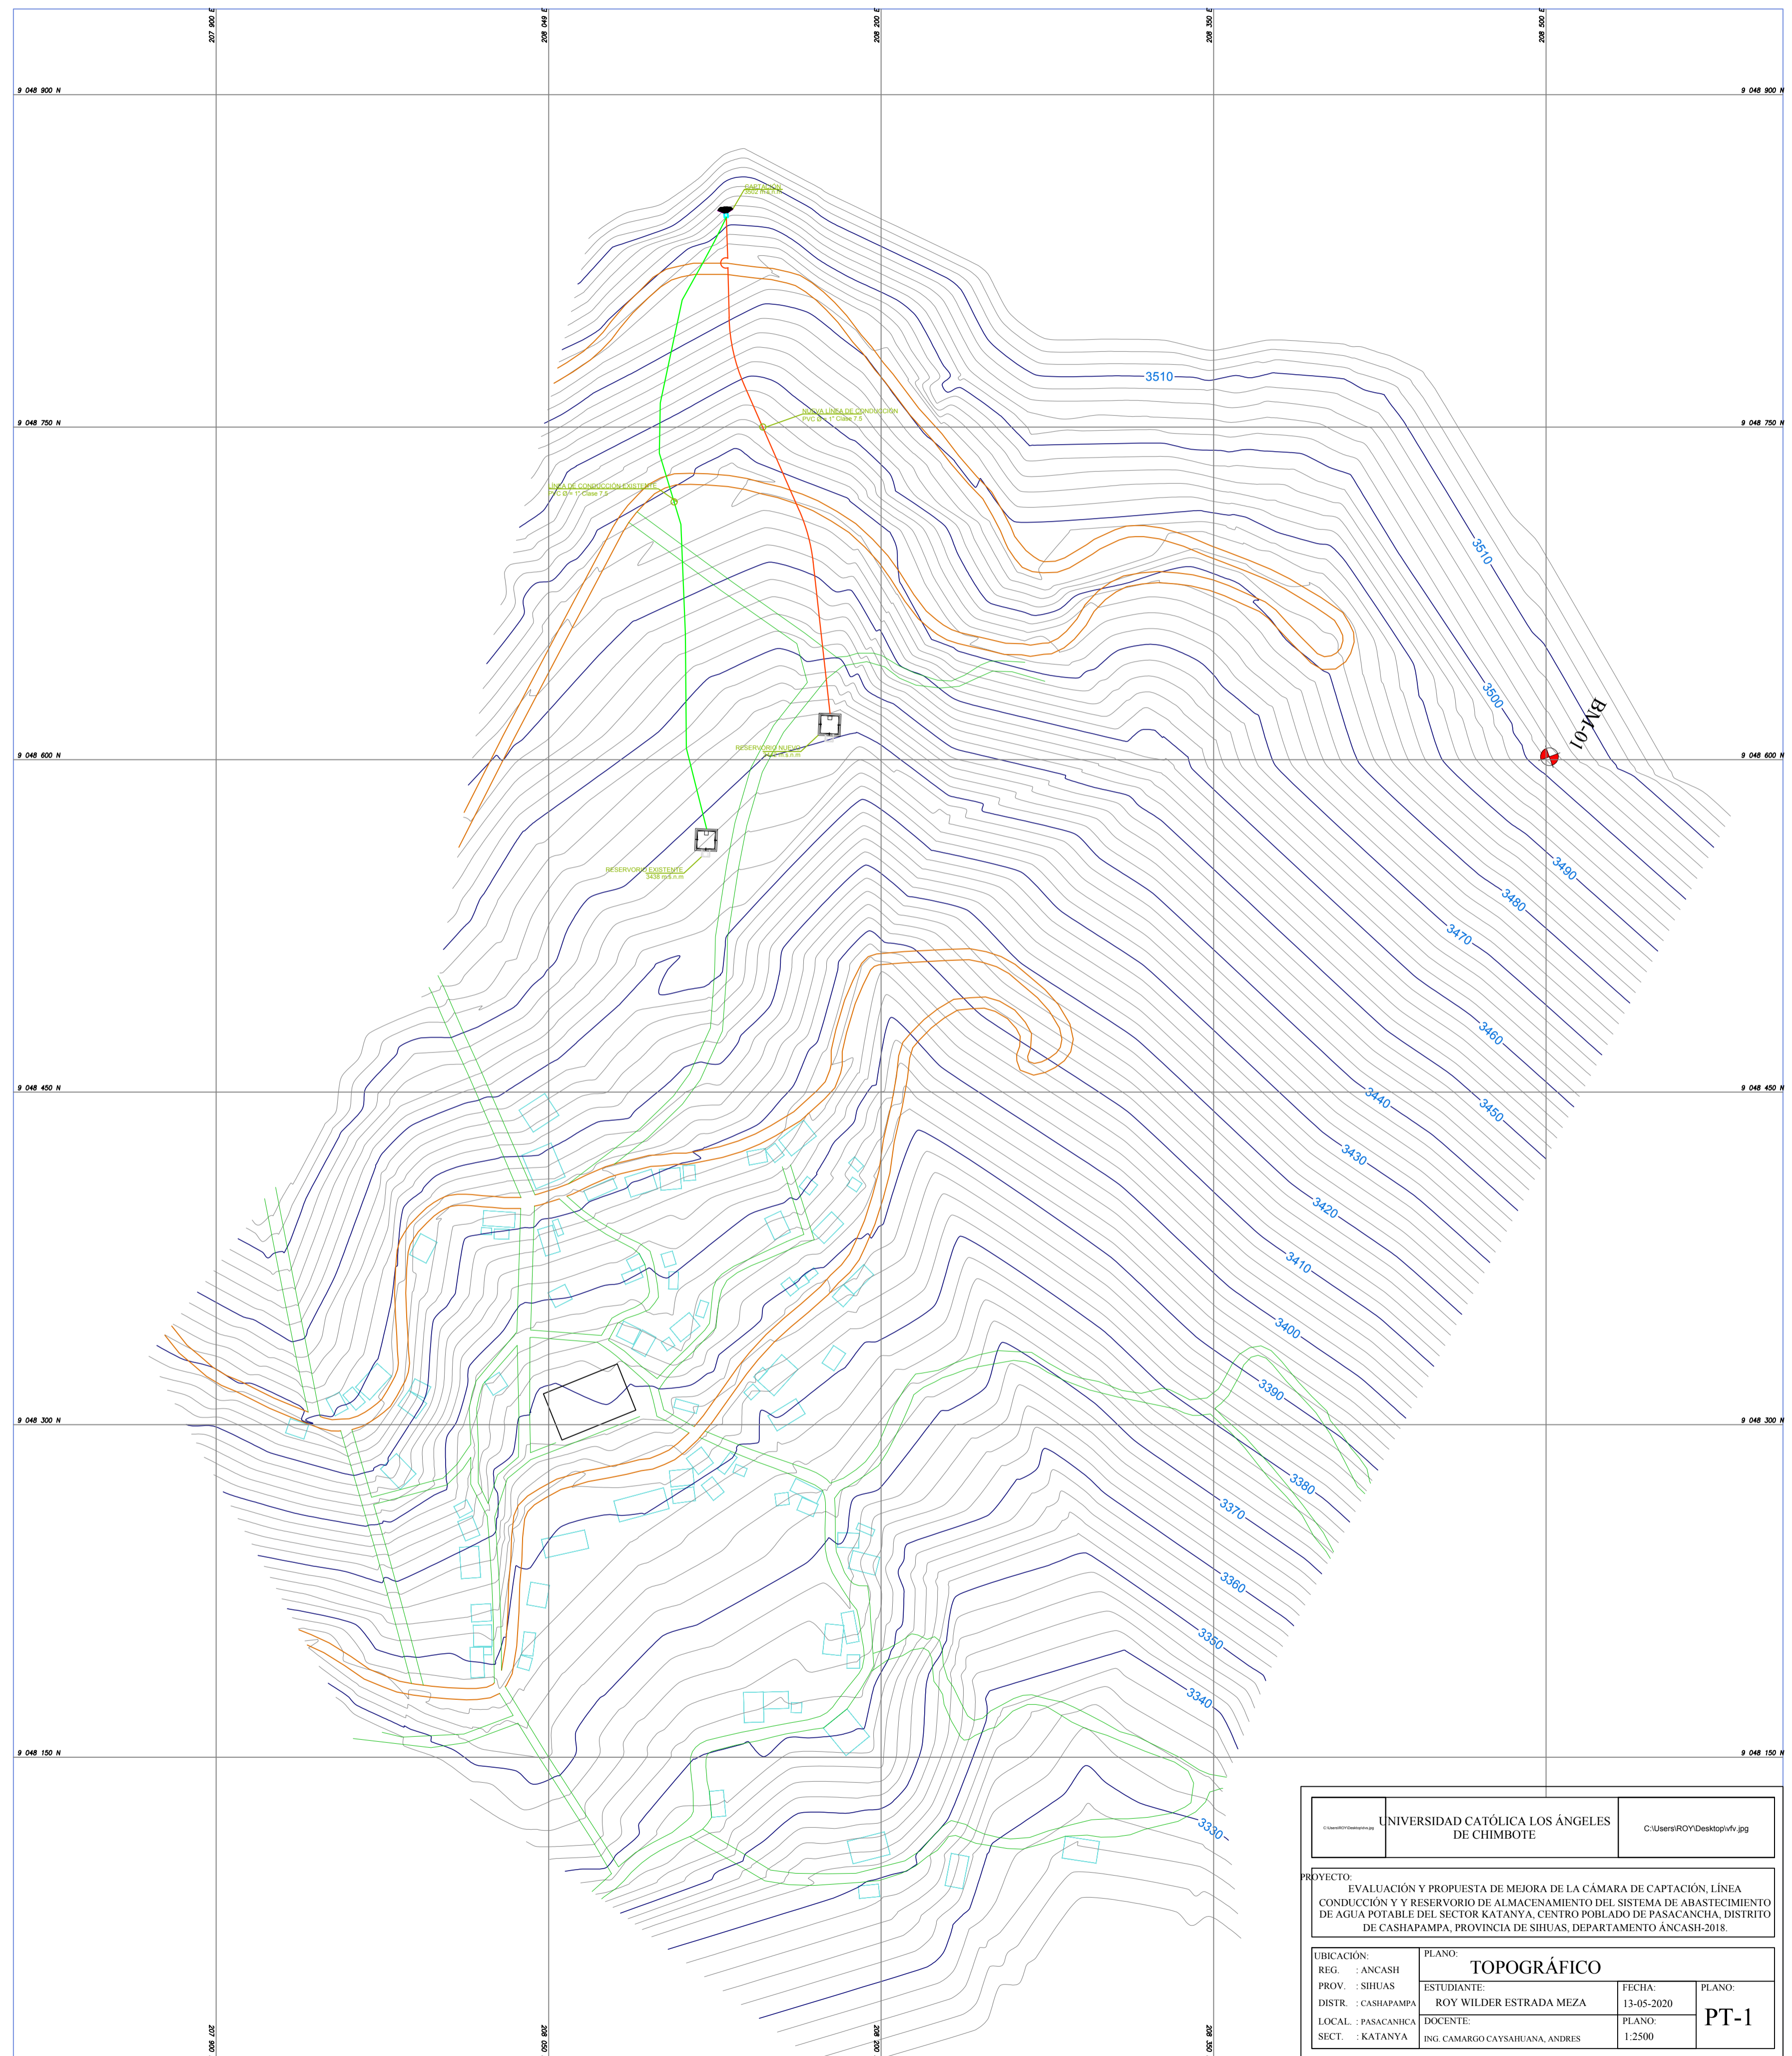 207 900 E
208 049 E
208 200 E
208 350 E
208 500 E
9 048 900 N
9 048 900 N
CAPTACIÓN
3502 m.s.n.m
3510
NUEVA LÍNEA DE CONDUCCIÓN
PVC Ø = 1" Clase 7.5
9 048 750 N
9 048 750 N
LÍNEA DE CONDUCCIÓN EXISTENTE
PVC Ø = 1" Clase 7.5
3510
3500
BM-01
RESERVORIO NUEVO
m.s.n.m
9 048 600 N
9 048 600 N
RESERVORIO EXISTENTE
3438 m.s.n.m
3490
3480
3470
3460
3450
3440
9 048 450 N
9 048 450 N
3430
3420
3410
3400
3390
9 048 300 N
9 048 300 N
3380
3370
3360
3350
3340
9 048 150 N
9 048 150 N
3330
207 900
208 050
208 200
208 350
C:\Users\ROY\Desktop\vfv.jpg
UNIVERSIDAD CATÓLICA LOS ÁNGELES
DE CHIMBOTE
PROYECTO:
EVALUACIÓN Y PROPUESTA DE MEJORA DE LA CÁMARA DE CAPTACIÓN, LÍNEA
CONDUCCIÓN Y Y RESERVORIO DE ALMACENAMIENTO DEL SISTEMA DE ABASTECIMIENTO
DE AGUA POTABLE DEL SECTOR KATANYA, CENTRO POBLADO DE PASACANCHA, DISTRITO
DE CASHAPAMPA, PROVINCIA DE SIHUAS, DEPARTAMENTO ÁNCASH-2018.
UBICACIÓN:
REG. : ANCASH
PROV. : SIHUAS
DISTR. : CASHAPAMPA
LOCAL. : PASACANHCA
SECT. : KATANYA
PLANO:
TOPOGRÁFICO
ESTUDIANTE:
ROY WILDER ESTRADA MEZA
DOCENTE:
ING. CAMARGO CAYSAHUANA, ANDRES
FECHA:
13-05-2020
PLANO:
1:2500
PLANO:
PT-1